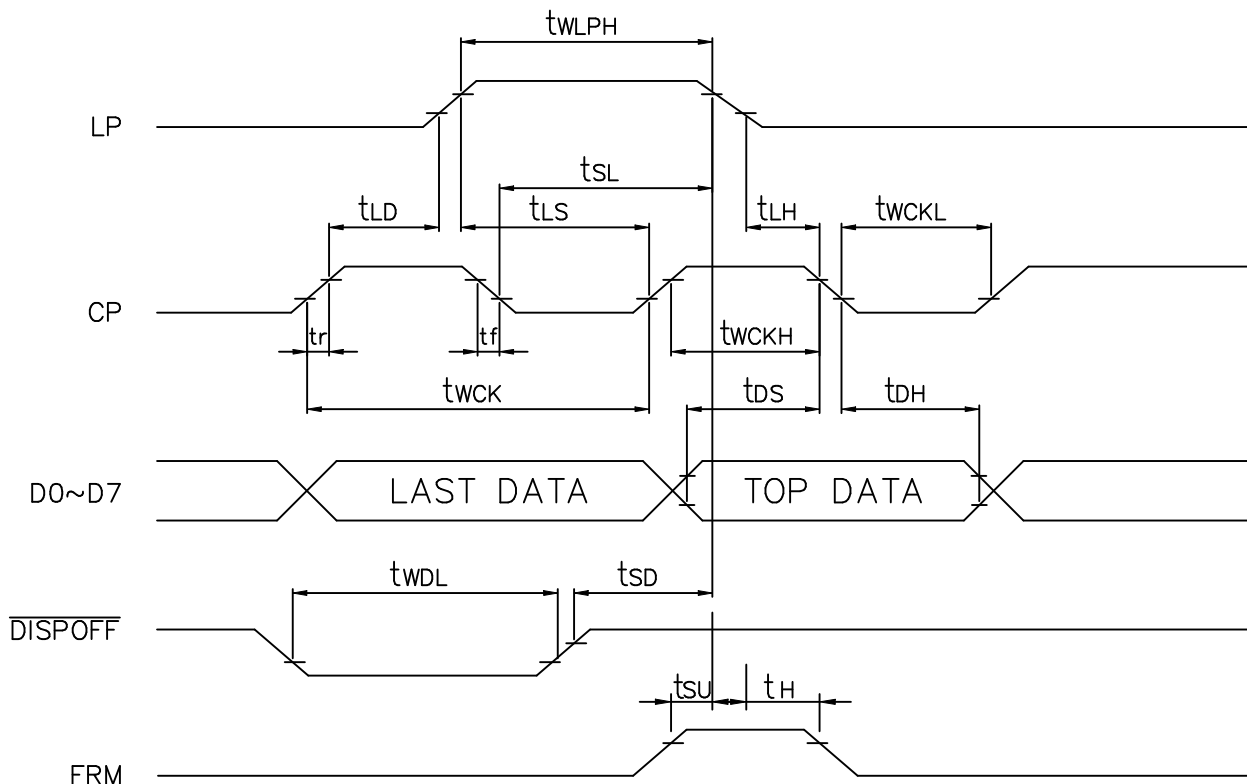 tWLPH
LP
tSL
tLD
tLS
tLH
tWCKL
CP
tr
tf
tWCKH
tWCK
tDS
tDH
D0~D7
LAST DATA
TOP DATA
tWDL
tSD
DISPOFF
tSU
tH
FRM